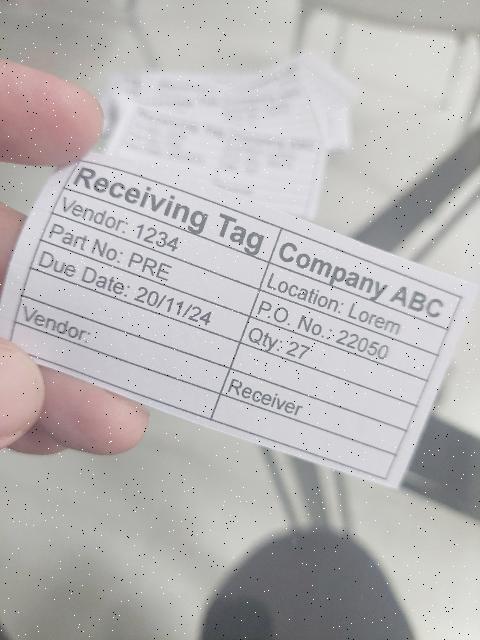 Receiving Tag Company ABC
Vendor: 1234 Location: Lorem
Part No: PRE P.O. No.: 22050
Due Date: 20/11/24 Qty: 27
Vendor: Receiver